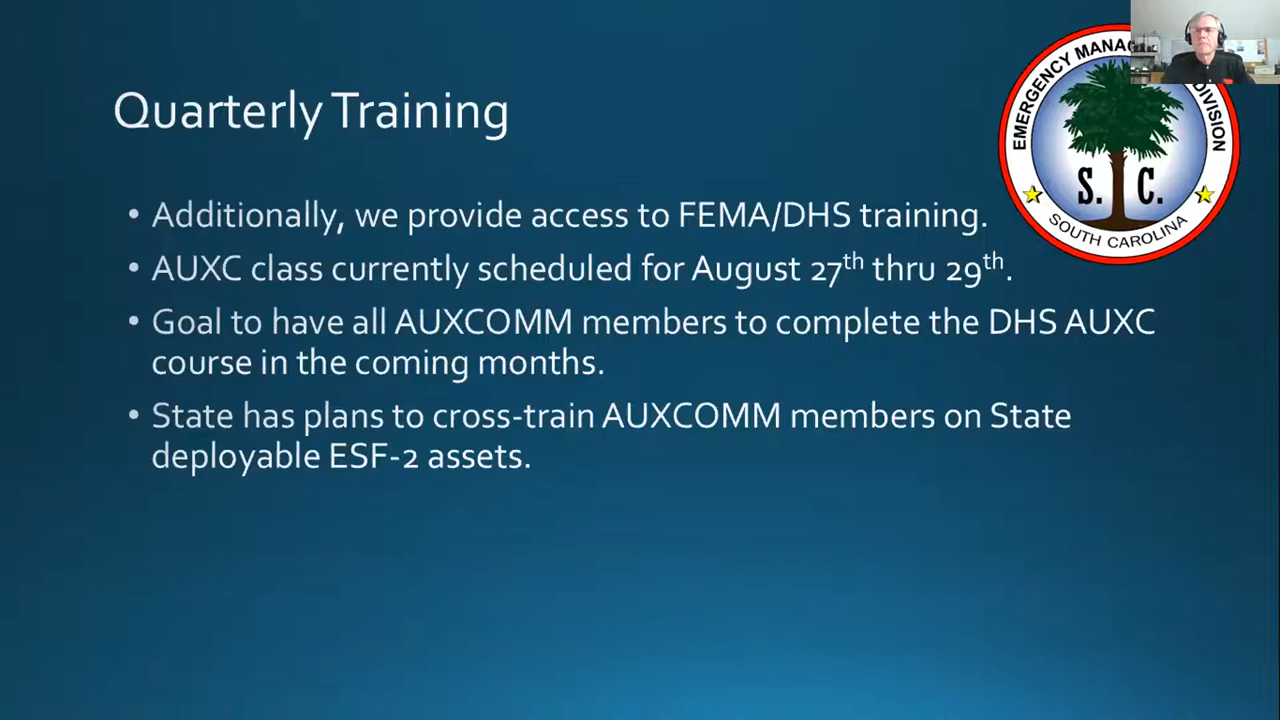 Quarterly Training
• Additionally, we provide access to FEMA/DHS training.
• AUXC class currently scheduled for August 27th thru 29th.
• Goal to have all AUXCOMM members to complete the DHS AUXC
course in the coming months.
• State has plans to cross-train AUXCOMM members on State
deployable ESF-2 assets.
EMERGENCY
DIVISION
S. C.
SOUTH CAROLINA